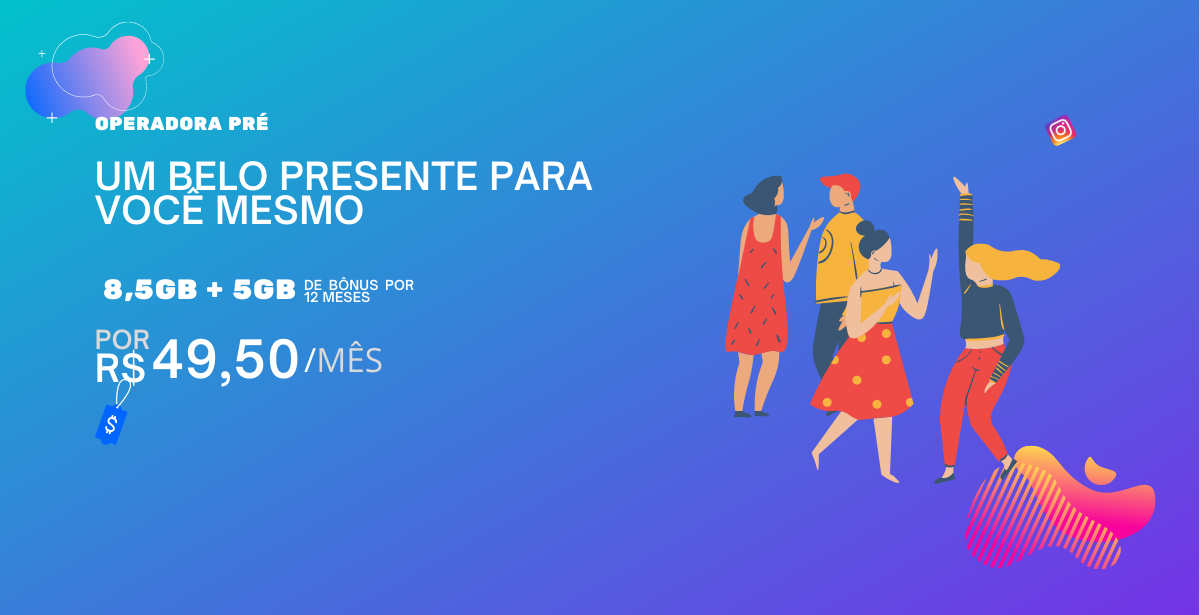 OPERADORA PRÉ
UM BELO PRESENTE PARA
VOCÊ MESMO
8,5GB + 5GB DE BÔNUS POR
12 MESES
POR
R$ 49,50/MÊS
$